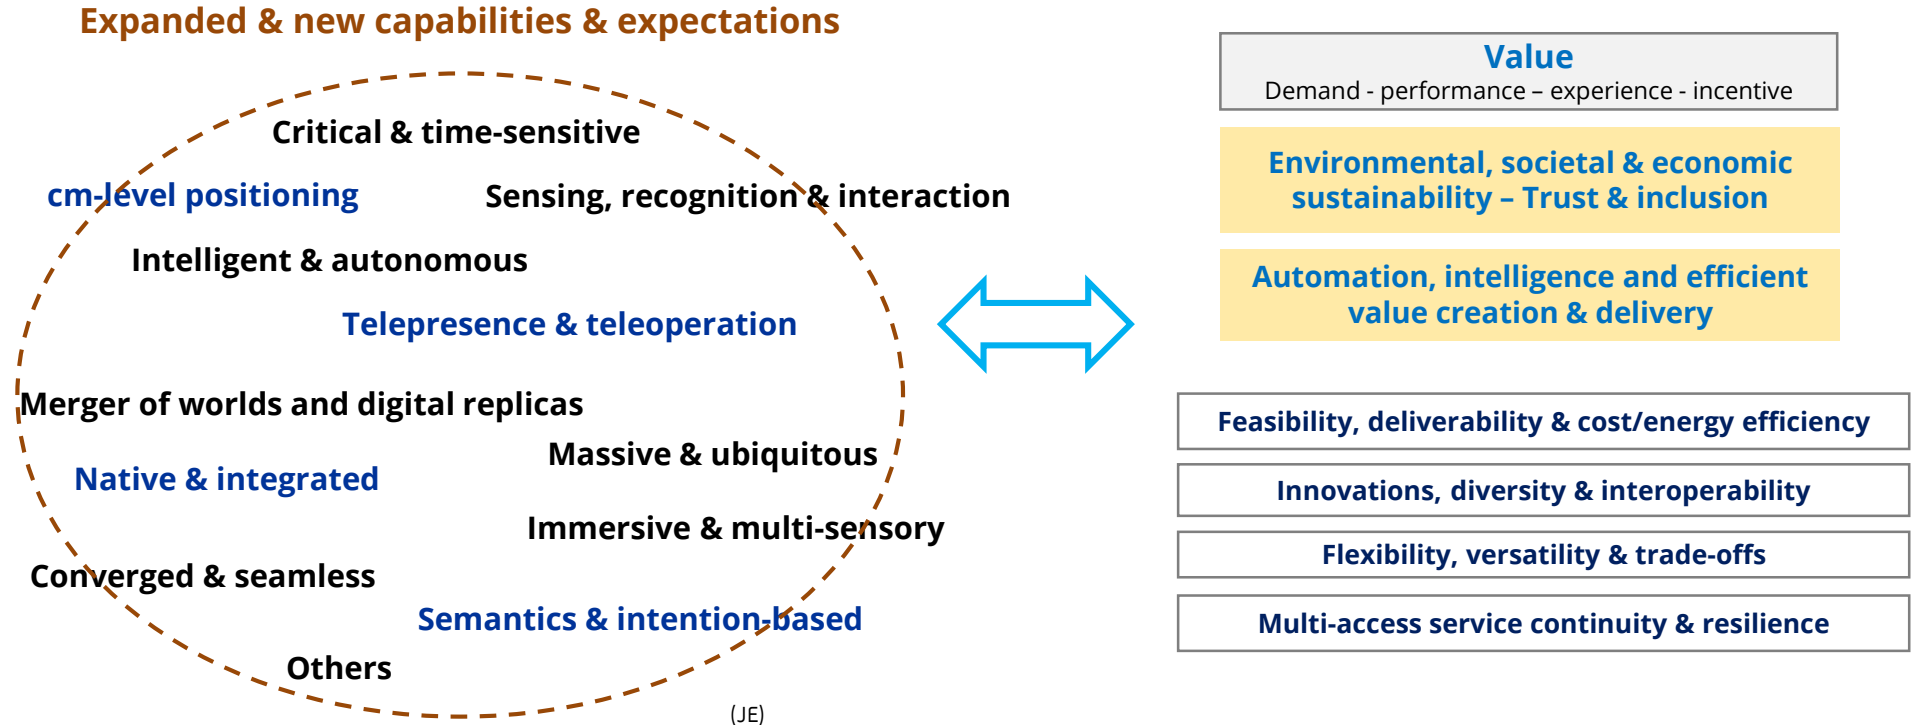 Expanded & new capabilities & expectations
Critical & time-sensitive
cm-level positioning
Sensing, recognition & interaction
Intelligent & autonomous
Telepresence & teleoperation
Merger of worlds and digital replicas
Massive & ubiquitous
Native & integrated
Immersive & multi-sensory
Converged & seamless
Semantics & intention-based
Others
(JE)
Value
Demand - performance – experience - incentive
Environmental, societal & economic
sustainability – Trust & inclusion
Automation, intelligence and efficient
value creation & delivery
Feasibility, deliverability & cost/energy efficiency
Innovations, diversity & interoperability
Flexibility, versatility & trade-offs
Multi-access service continuity & resilience